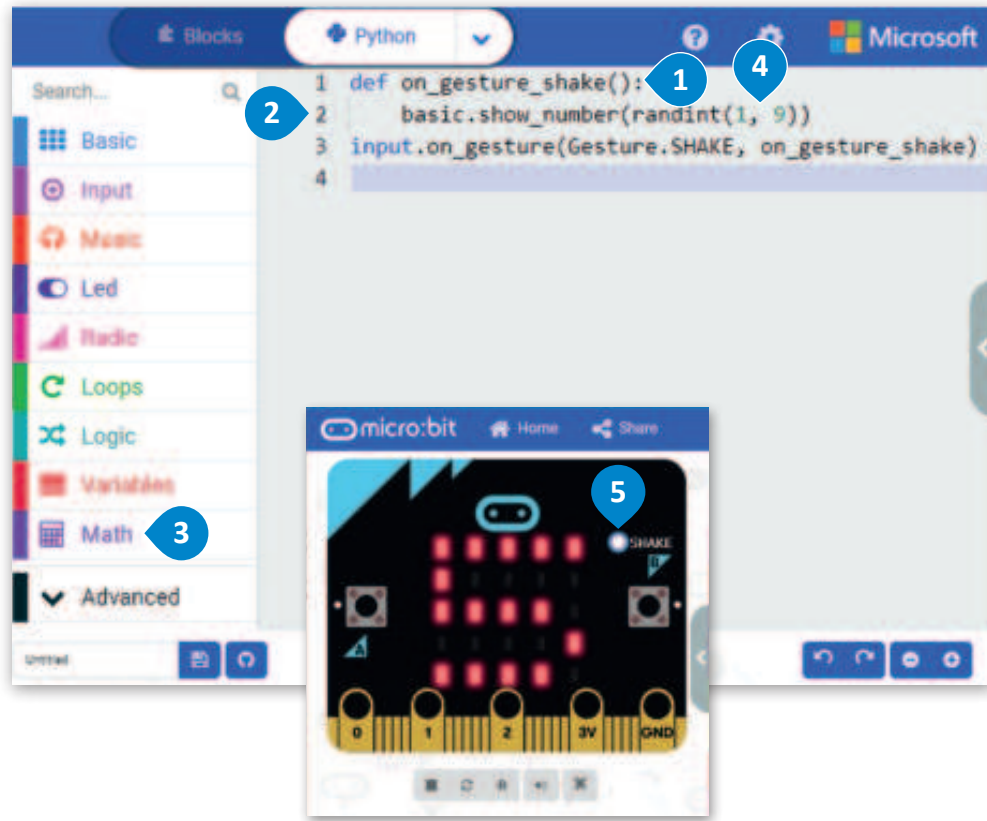 Blocks
Python
Microsoft
Search...
Basic
Input
Music
Led
Radio
Loops
Logic
Variables
Math
Advanced
Untitled
1 def on_gesture_shake():
2 basic.show_number(randint(1, 9))
3 input.on_gesture(Gesture.SHAKE, on_gesture_shake)
4
1
2
3
4
5
micro:bit Home Share
SHAKE
B
A
0 1 2 3V GND